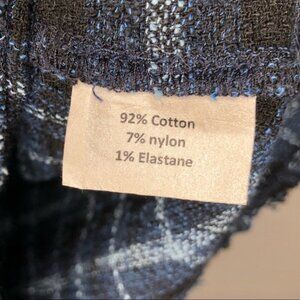 92% Cotton
7% nylon
1% Elastane